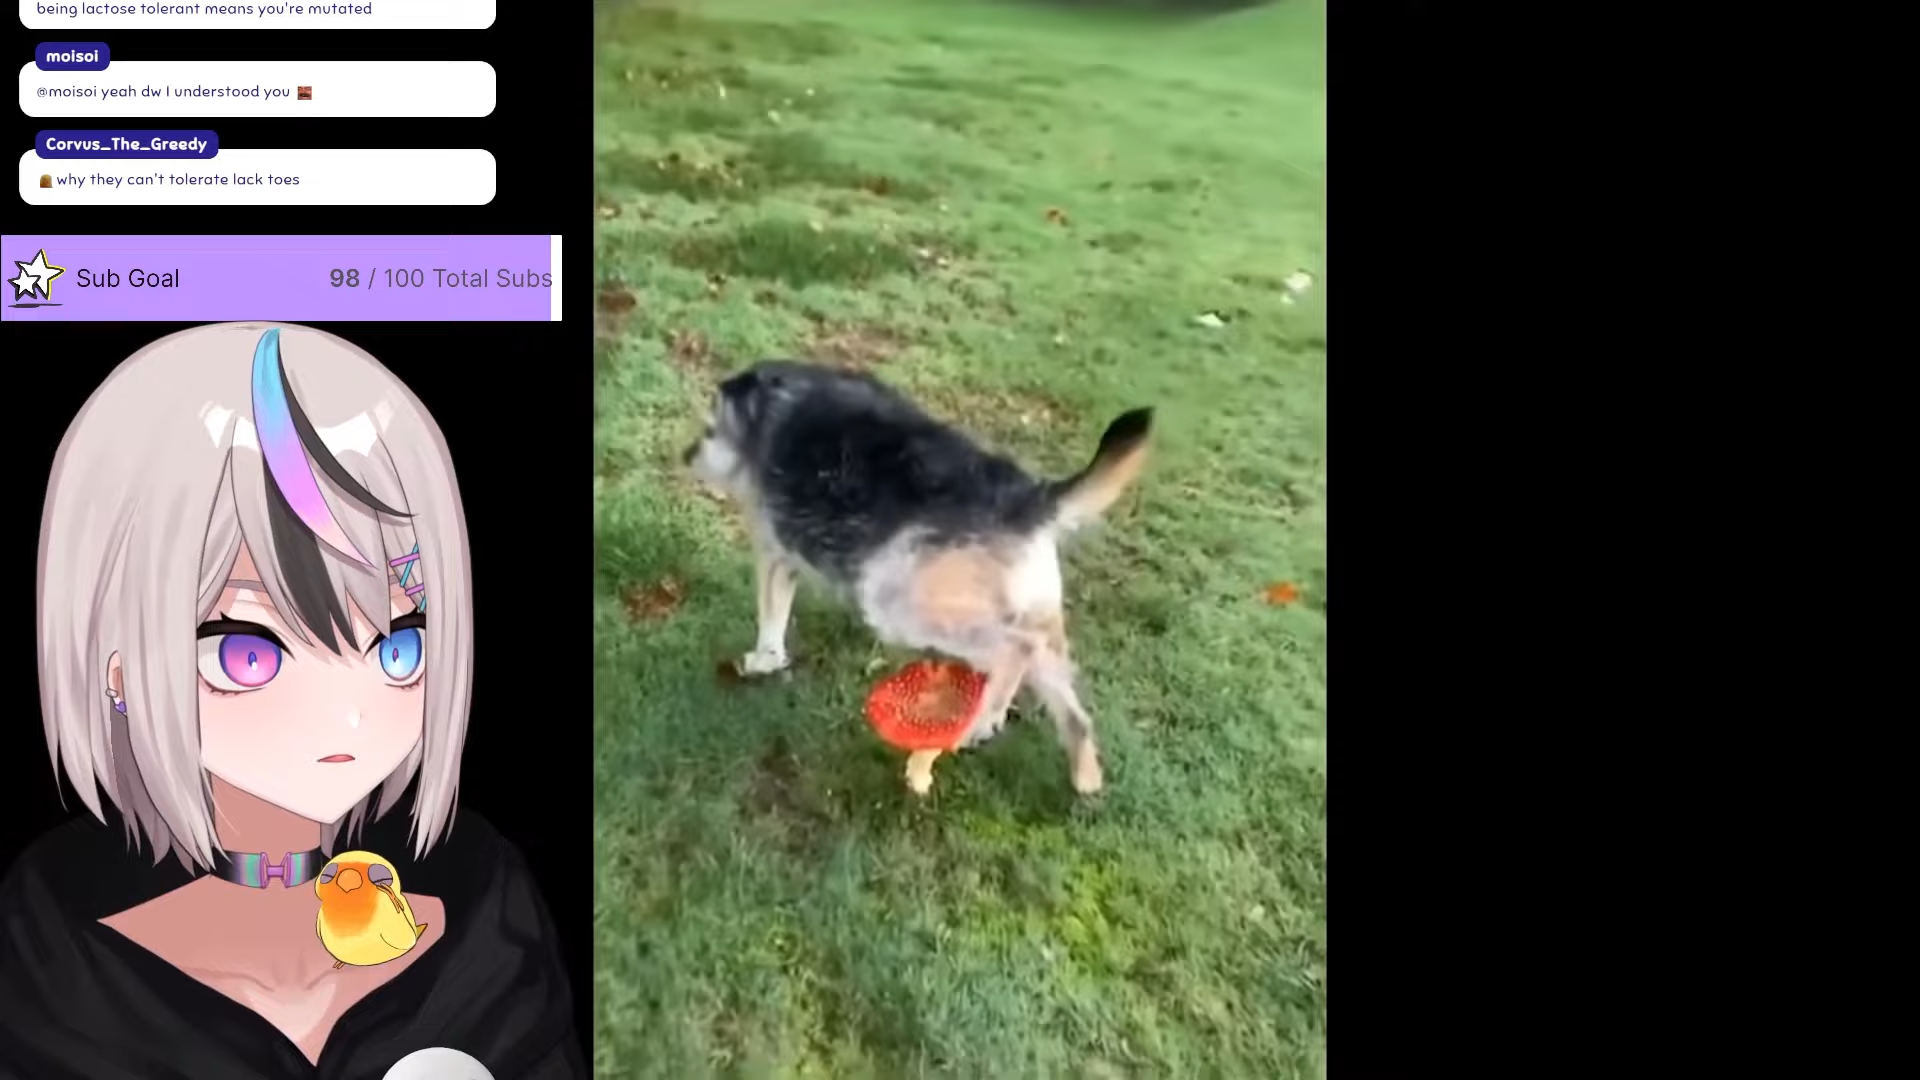 being lactose tolerant means you're mutated
moisoi
@moisoi yeah dw I understood you
Corvus_The_Greedy
why they can't tolerate lack toes
Sub Goal
98 / 100 Total Subs